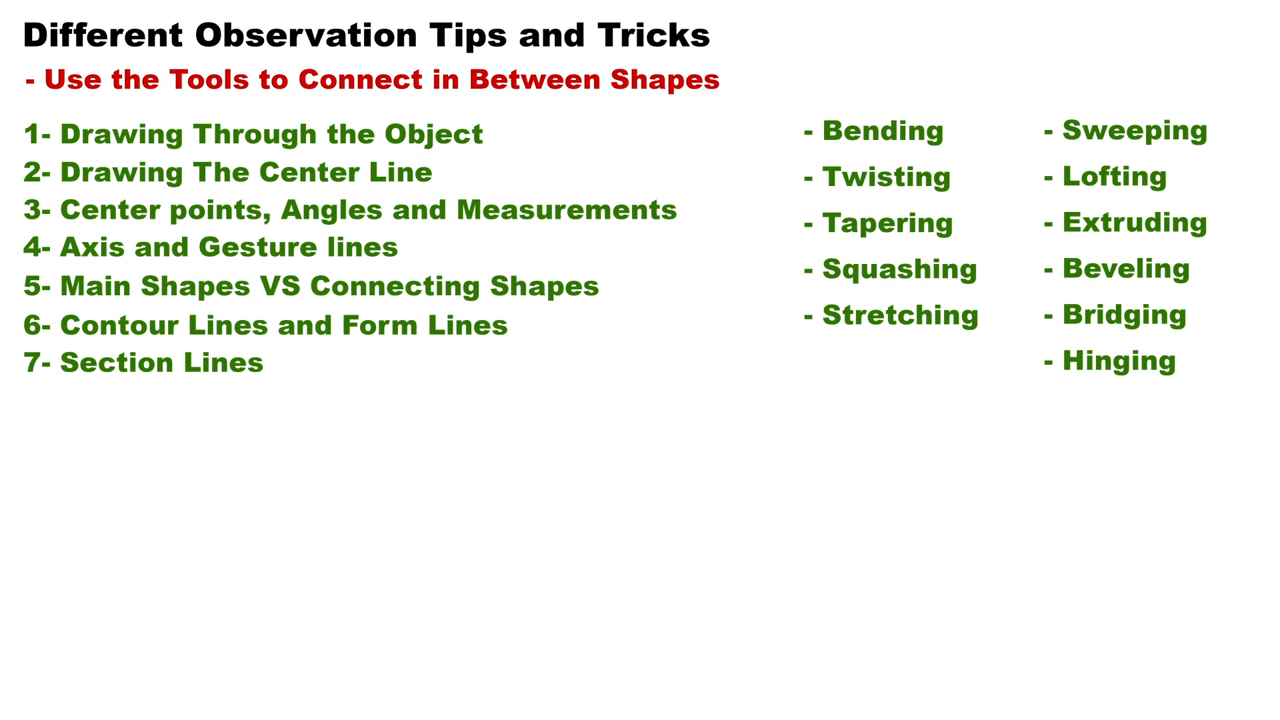 Different Observation Tips and Tricks
- Use the Tools to Connect in Between Shapes
1- Drawing Through the Object
2- Drawing The Center Line
3- Center points, Angles and Measurements
4- Axis and Gesture lines
5- Main Shapes VS Connecting Shapes
6- Contour Lines and Form Lines
7- Section Lines
- Bending
- Twisting
- Tapering
- Squashing
- Stretching
- Sweeping
- Lofting
- Extruding
- Beveling
- Bridging
- Hinging